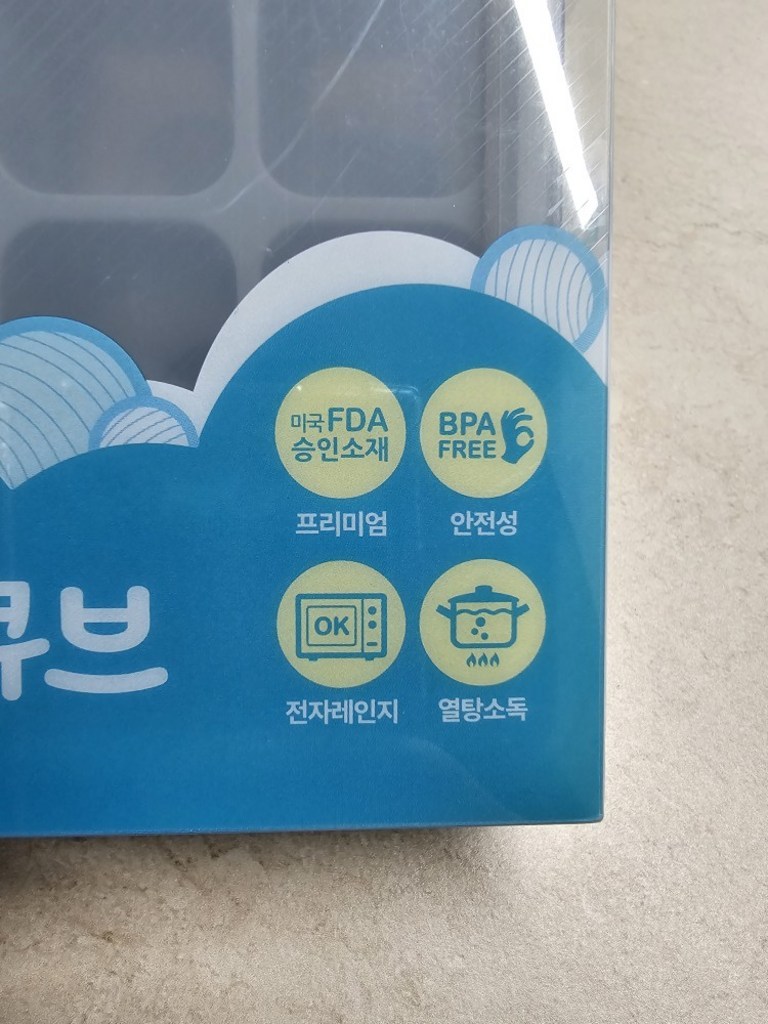 미국FDA
승인소재
프리미엄
BPA
FREE
안전성
큐브
OK
전자레인지
열탕소독